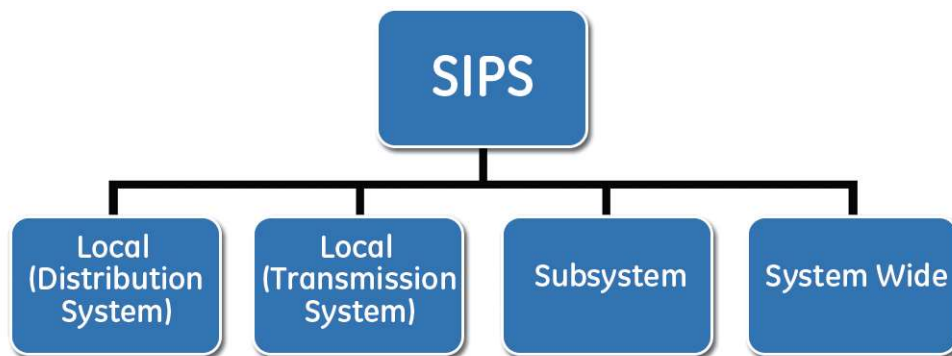 SIPS
Local
(Distribution
System)
Local
(Transmission
System)
Subsystem
System Wide